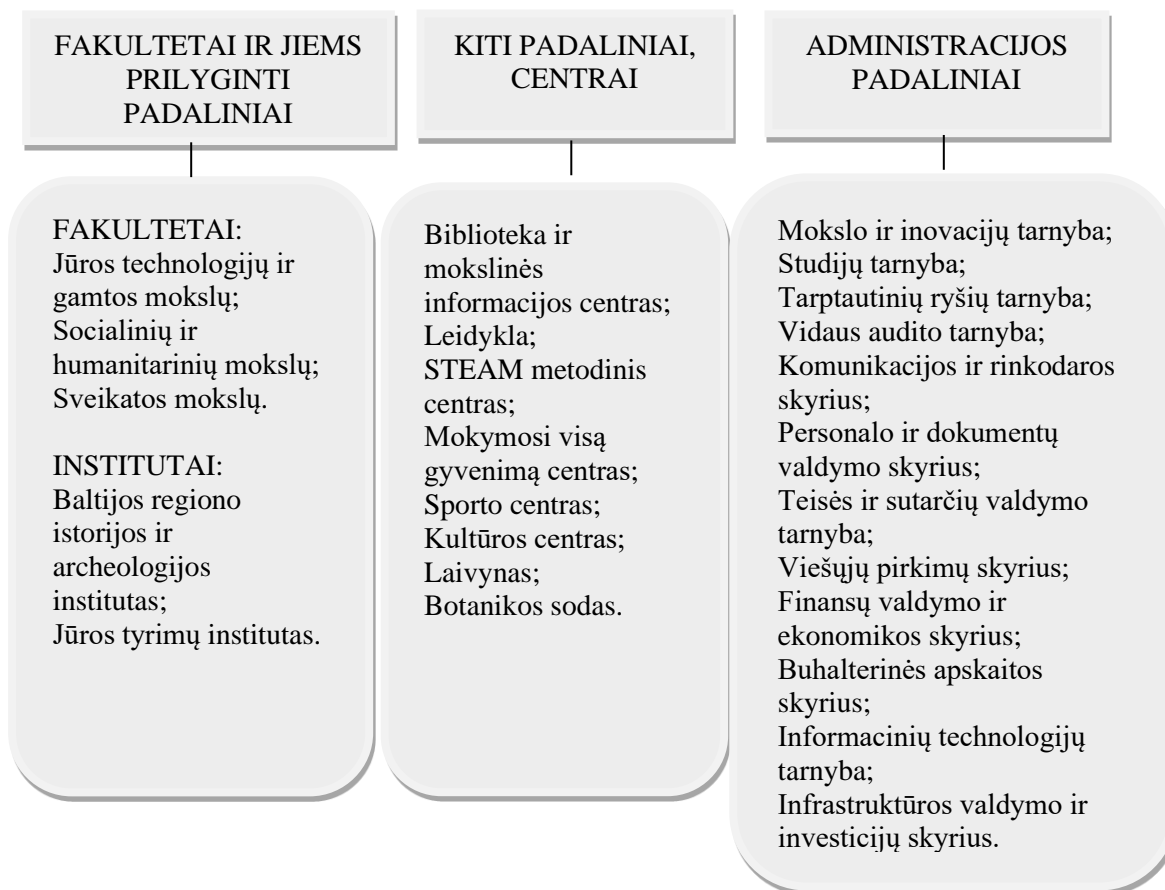 FAKULTETAI IR JIEMS
PRILYGINTI
PADALINIAI
FAKULTETAI:
Jūros technologijų ir
gamtos mokslų;
Socialinių ir
humanitarinių mokslų;
Sveikatos mokslų.
INSTITUTAI:
Baltijos regiono
istorijos ir
archeologijos
institutas;
Jūros tyrimų institutas.
KITI PADALINIAI,
CENTRAI
Biblioteka ir
mokslinės
informacijos centras;
Leidykla;
STEAM metodinis
centras;
Mokymosi visą
gyvenimą centras;
Sporto centras;
Kultūros centras;
Laivynas;
Botanikos sodas.
ADMINISTRACIJOS
PADALINIAI
Mokslo ir inovacijų tarnyba;
Studijų tarnyba;
Tarptautinių ryšių tarnyba;
Vidaus audito tarnyba;
Komunikacijos ir rinkodaros
skyrius;
Personalo ir dokumentų
valdymo skyrius;
Teisės ir sutarčių valdymo
tarnyba;
Viešųjų pirkimų skyrius;
Finansų valdymo ir
ekonomikos skyrius;
Buhalterinės apskaitos
skyrius;
Informacinių technologijų
tarnyba;
Infrastruktūros valdymo ir
investicijų skyrius.